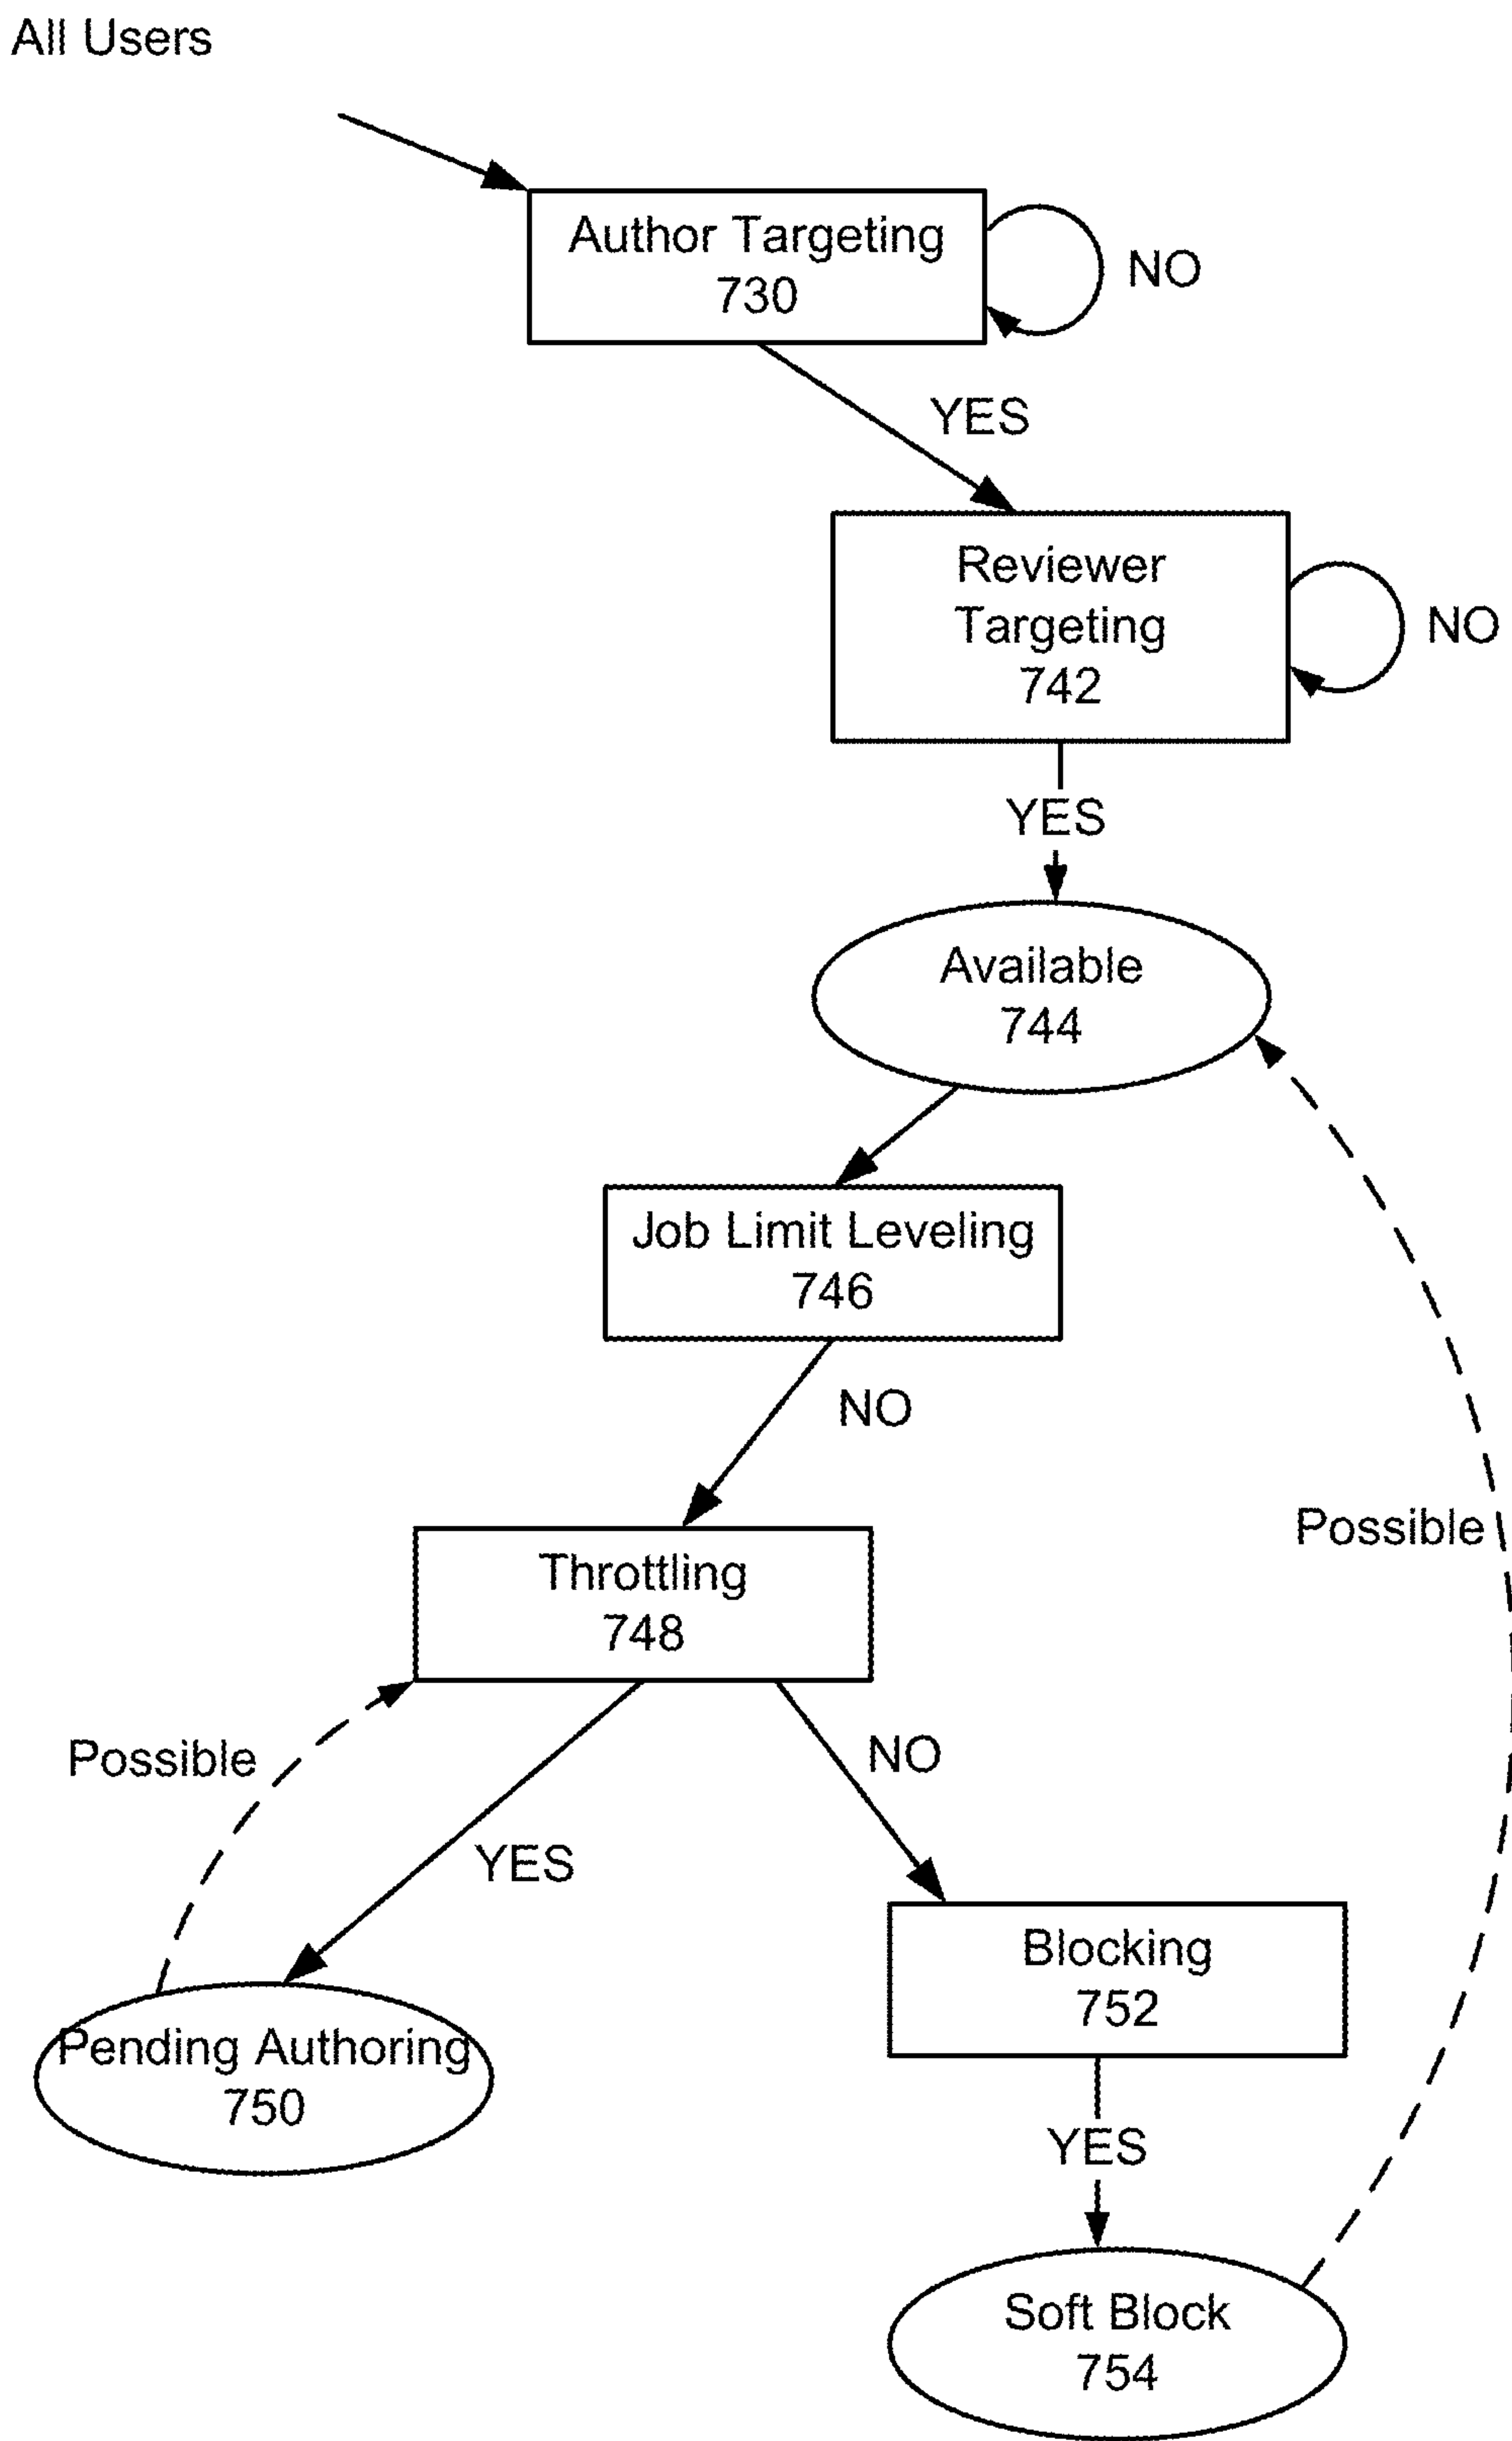 All Users
Author Targeting
730
NO
YES
Reviewer
Targeting
742
NO
YES
Available
744
Job Limit Leveling
746
NO
Possible
Throttling
748
Possible
NO
YES
Blocking
752
Pending Authoring
750
YES
Soft Block
754